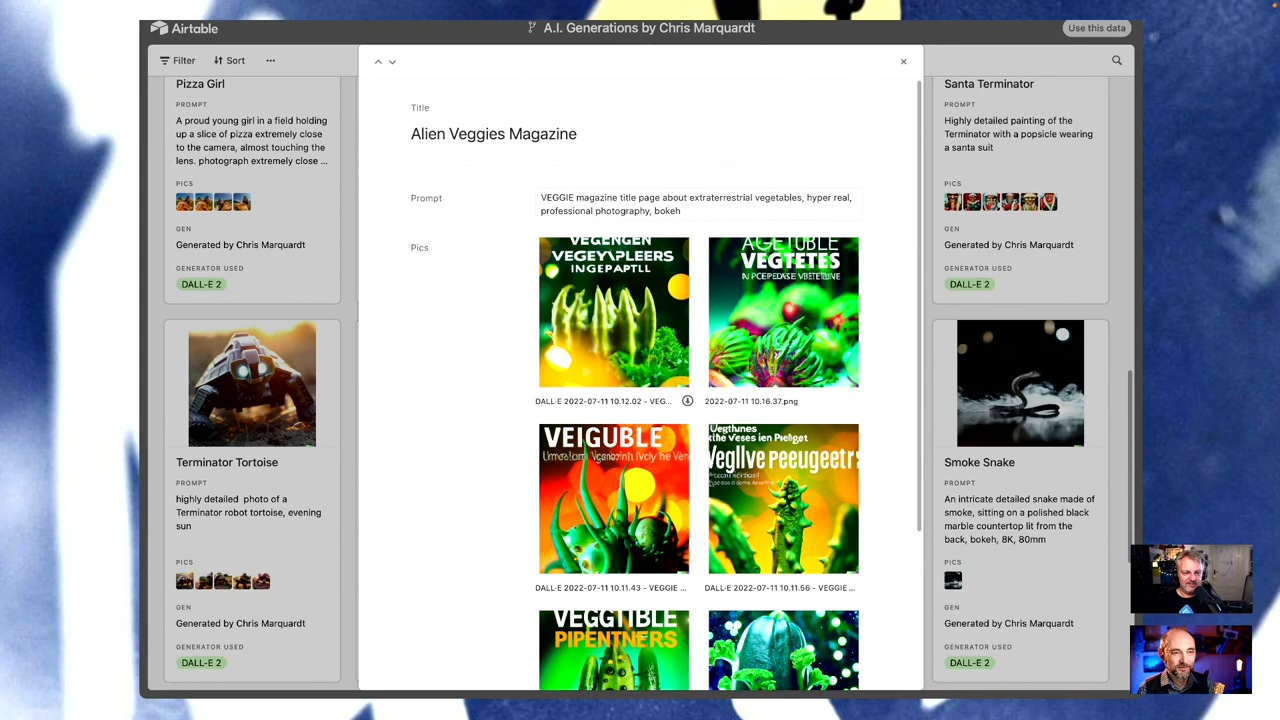 Airtable
A.I. Generations by Chris Marquardt
Use this data
Filter
Sort
Pizza Girl
PROMPT
A proud young girl in a field holding
up a slice of pizza extremely close
to the camera, almost touching the
lens. photograph extremely close ...
PICS
GEN
Generated by Chris Marquardt
GENERATOR USED
DALL-E 2
Terminator Tortoise
PROMPT
highly detailed photo of a
Terminator robot tortoise, evening
sun
PICS
GEN
Generated by Chris Marquardt
GENERATOR USED
DALL-E 2
Title
Alien Veggies Magazine
Prompt
VEGGIE magazine title page about extraterrestrial vegetables, hyper real,
professional photography, bokeh
Pics
VEGENGEN
VEGEY\PLEERS
INGEPAPTLL
AGETUBLE
VEGTETES
DALL·E 2022-07-11 10.12.02 - VEG...
2022-07-11 10.16.37.png
VEIGUBLE
Veglive peeugeetr
DALL·E 2022-07-11 10.11.43 - VEGGIE ...
DALL·E 2022-07-11 10.11.56 - VEGGIE ...
VEGGTIBLE
PIPENTNERS
Santa Terminator
PROMPT
Highly detailed painting of the
Terminator with a popsicle wearing
a santa suit
PICS
GEN
Generated by Chris Marquardt
GENERATOR USED
DALL-E 2
Smoke Snake
PROMPT
An intricate detailed snake made of
smoke, sitting on a polished black
marble countertop lit from the
back, bokeh, 8K, 80mm
PICS
GEN
Generated by Chris Marquardt
GENERATOR USED
DALL-E 2